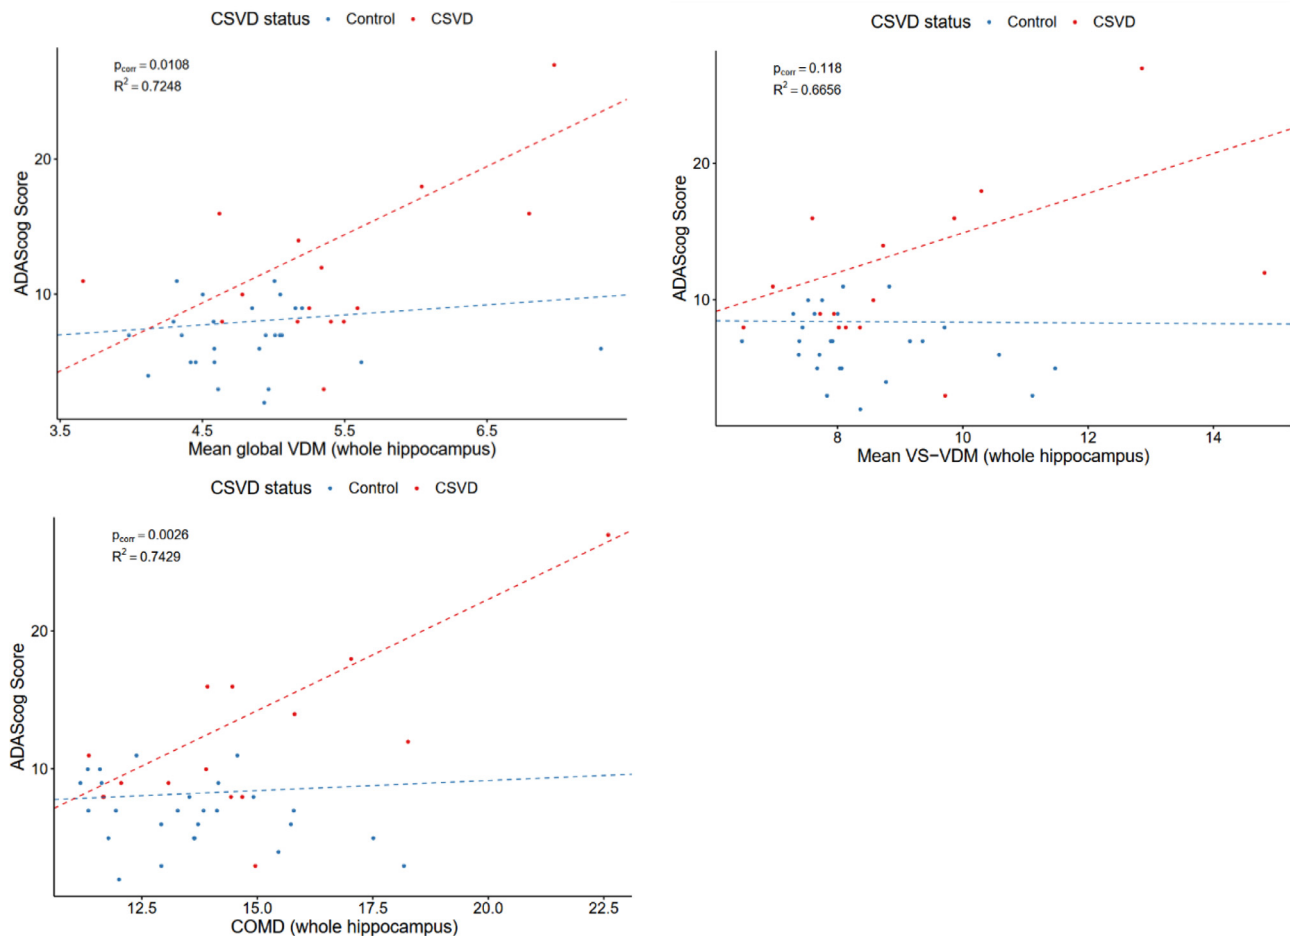 CSVD status • Control • CSVD
p_corr = 0.0108
R² = 0.7248
ADAScog Score
20
10
3.5 4.5 5.5 6.5
Mean global VDM (whole hippocampus)
CSVD status • Control • CSVD
p_corr = 0.118
R² = 0.6656
ADAScog Score
20
10
8 10 12 14
Mean VS−VDM (whole hippocampus)
CSVD status • Control • CSVD
p_corr = 0.0026
R² = 0.7429
ADAScog Score
20
10
12.5 15.0 17.5 20.0 22.5
COMD (whole hippocampus)